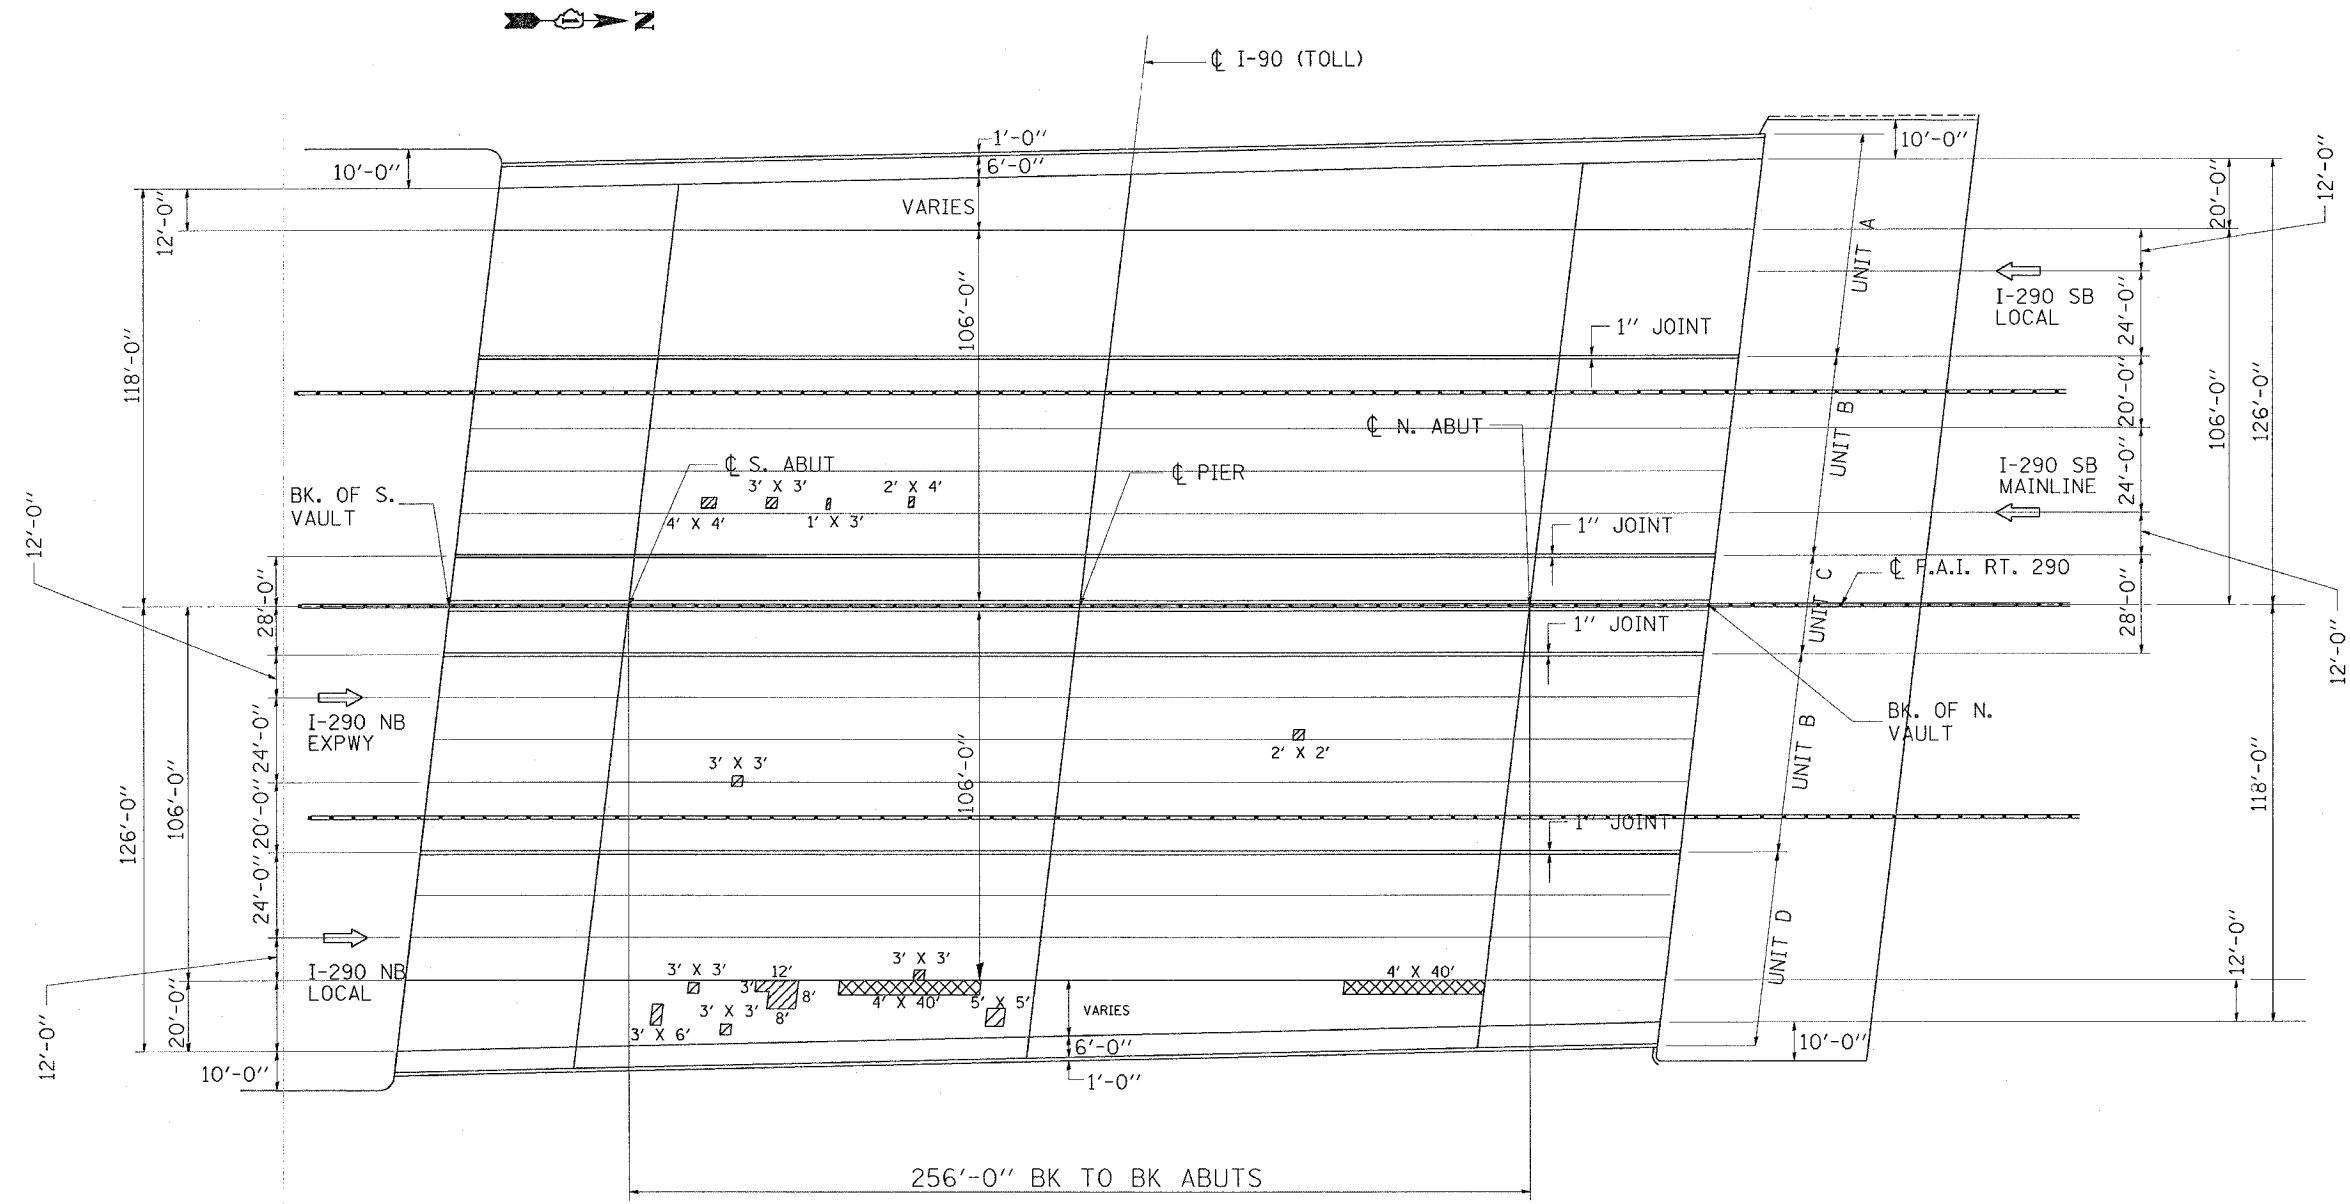 N
℄ I-90 (TOLL)
1'-0"
10'-0"
6'-0"
10'-0"
12'-0"
12'-0"
VARIES
20'-0"
12'-0"
UNIT A
106'-0"
I-290 SB
LOCAL
24'-0"
118'-0"
1" JOINT
20'-0"
106'-0"
126'-0"
UNIT B
℄ N. ABUT
℄ S. ABUT
℄ PIER
I-290 SB
MAINLINE
24'-0"
BK. OF S.
VAULT
3' X 3'
2' X 4'
4' X 4'
1' X 3'
12'-0"
1" JOINT
℄ F.A.I. RT. 290
28'-0"
UNIT C
28'-0"
1" JOINT
12'-0"
I-290 NB
EXPWY
BK. OF N.
VAULT
24'-0"
UNIT B
2' X 2'
3' X 3'
106'-0"
106'-0"
126'-0"
118'-0"
20'-0"
1" JOINT
24'-0"
UNIT D
12'-0"
I-290 NB
LOCAL
3' X 3'
3' X 3'
12'
3'
8'
8'
4' X 40'
5' X 5'
4' X 40'
3' X 3'
3' X 6'
VARIES
20'-0"
12'-0"
6'-0"
10'-0"
10'-0"
1'-0"
256'-0" BK TO BK ABUTS